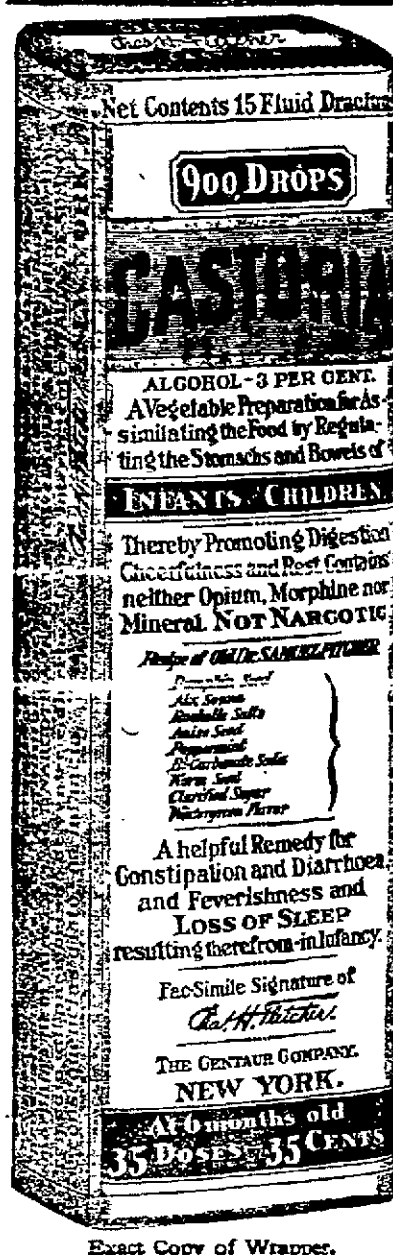 Chas H Fletcher
Net Contents 15 Fluid Drachms
900 DROPS
CASTORIA
ALCOHOL-3 PER CENT.
A Vegetable Preparation for As-
similating the Food by Regula-
ting the Stomachs and Bowels of
INFANTS CHILDREN
Thereby Promoting Digestion
Cheerfulness and Rest Contains
neither Opium, Morphine nor
Mineral. NOT NARCOTIC
Recipe of Old Dr. SAMUEL PITCHER
Pumpkin Seed
Alx Senna
Rochelle Salts
Anise Seed
Peppermint
Bi-Carbonate Soda
Worm Seed
Clarified Sugar
Wintergreen Flavor
A helpful Remedy for
Constipation and Diarrhoea
and Feverishness and
LOSS OF SLEEP
resulting therefrom-in Infancy.
Fac-Simile Signature of
Chas. H. Fletcher.
THE CENTAUR COMPANY.
NEW YORK.
At 6 months old
35 DOSES 35 CENTS
Exact Copy of Wrapper.